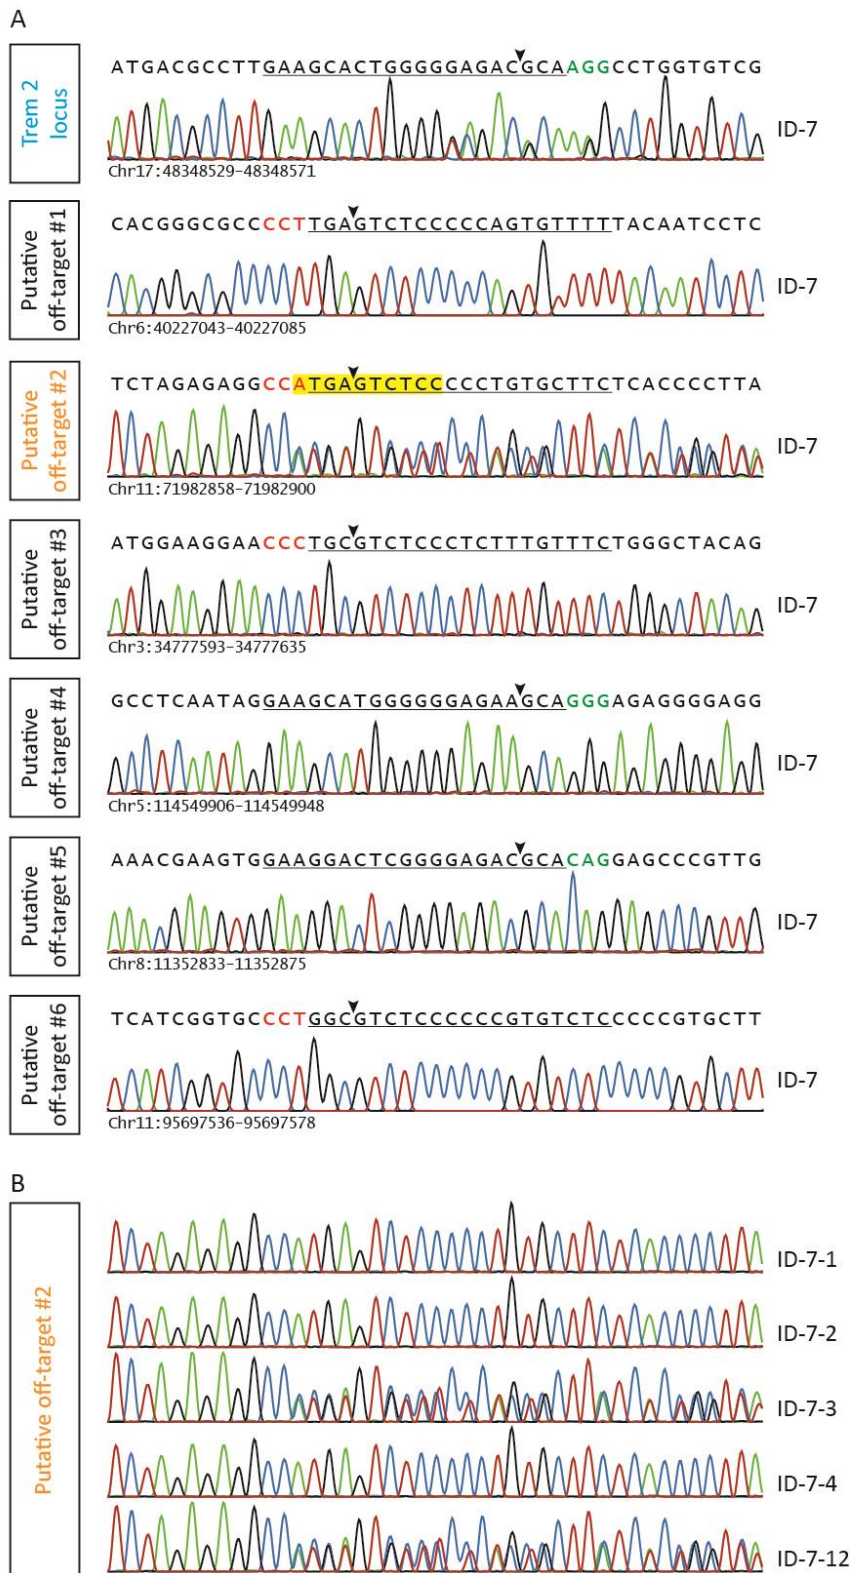 A
Trem 2
locus
ATGACGCCTTGAAGCACTGGGGGAGACGCAAGGCCTGGTGTCG
ID-7
Chr17:48348529-48348571
Putative
off-target #1
CACGGGCGCCCCTTGAGTCTCCCCCAGTGTTTTTACAATCCTC
ID-7
Chr6:40227043-40227085
Putative
off-target #2
TCTAGAGAGGCCATGAGTCTCCCCCTGTGCTTCTCACCCCTTA
ID-7
Chr11:71982858-71982900
Putative
off-target #3
ATGGAAGGAACCCTGCGTCTCCCTCTTTGTTTCTGGGCTACAG
ID-7
Chr3:34777593-34777635
Putative
off-target #4
GCCTCAATAGGAAGCATGGGGGGAGAAGCAGGGAGAGGGGAGG
ID-7
Chr5:114549906-114549948
Putative
off-target #5
AAACGAAGTGGAAGGACTCGGGGAGACGCACAGGAGCCCGTTG
ID-7
Chr8:11352833-11352875
Putative
off-target #6
TCATCGGTGCCCTGGCGTCTCCCCCCGTGTCTCCCCCGTGCTT
ID-7
Chr11:95697536-95697578
B
Putative off-target #2
ID-7-1
ID-7-2
ID-7-3
ID-7-4
ID-7-12